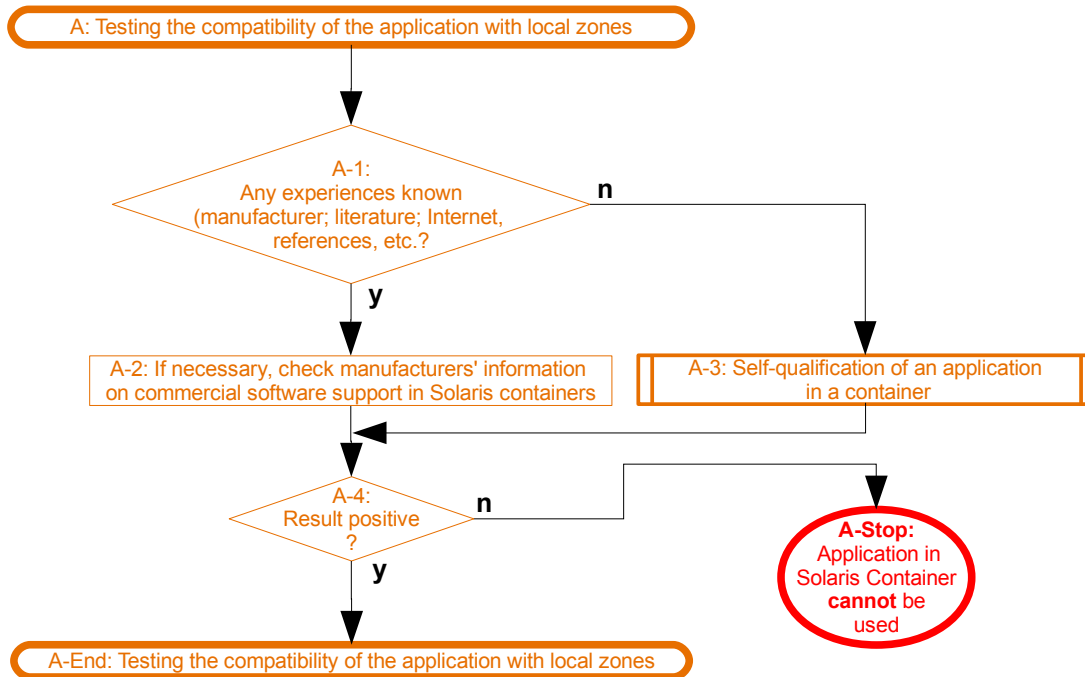 A: Testing the compatibility of the application with local zones
A-1:
Any experiences known
(manufacturer; literature; Internet,
references, etc.?
n
y
A-2: If necessary, check manufacturers' information
on commercial software support in Solaris containers
A-3: Self-qualification of an application
in a container
A-4:
Result positive
?
n
y
A-Stop:
Application in
Solaris Container
cannot be
used
A-End: Testing the compatibility of the application with local zones